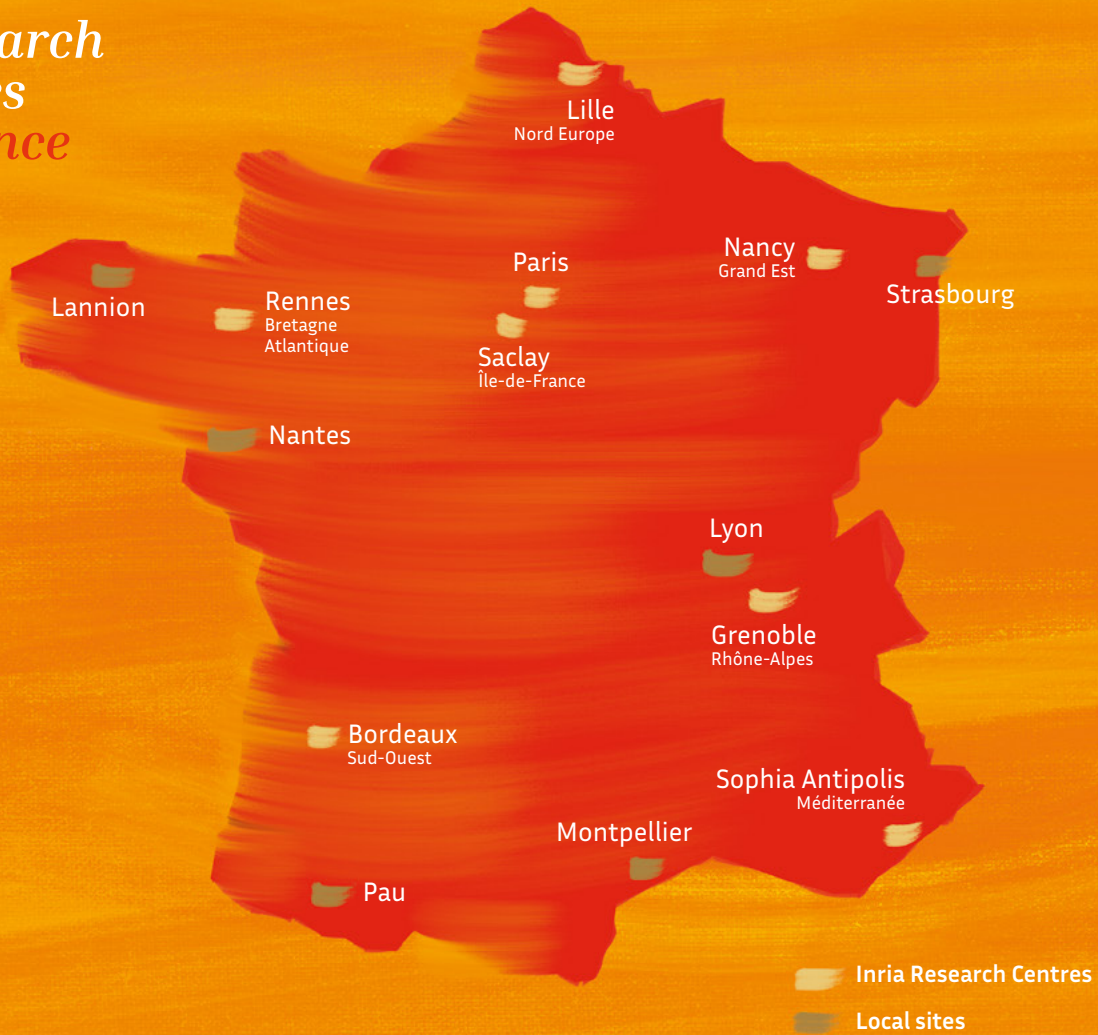 arch
es
nce
Lille
Nord Europe
Paris
Nancy
Grand Est
Strasbourg
Lannion
Rennes
Bretagne
Atlantique
Saclay
Île-de-France
Nantes
Lyon
Grenoble
Rhône-Alpes
Bordeaux
Sud-Ouest
Sophia Antipolis
Méditerranée
Montpellier
Pau
Inria Research Centres
Local sites